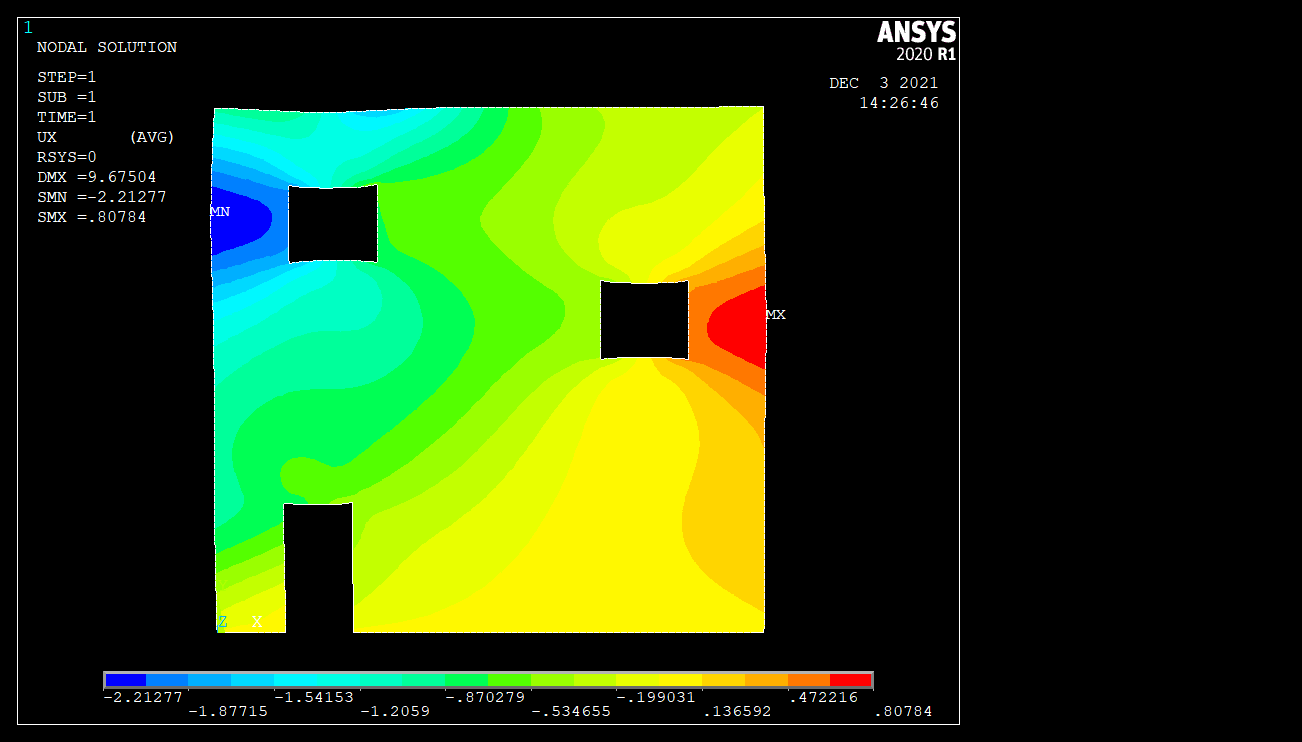 1
NODAL SOLUTION
STEP=1
SUB =1
TIME=1
UX (AVG)
RSYS=0
DMX =9.67504
SMN =-2.21277
SMX =.80784
ANSYS
2020 R1
DEC 3 2021
14:26:46
MN
MX
Z X
-2.21277 -1.54153 -.870279 -.199031 .472216
-1.87715 -1.2059 -.534655 .136592 .80784